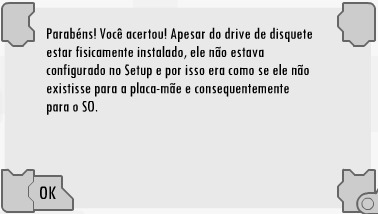 Parabéns! Você acertou! Apesar do drive de disquete
estar fisicamente instalado, ele não estava
configurado no Setup e por isso era como se ele não
existisse para a placa-mãe e consequentemente
para o SO.
OK